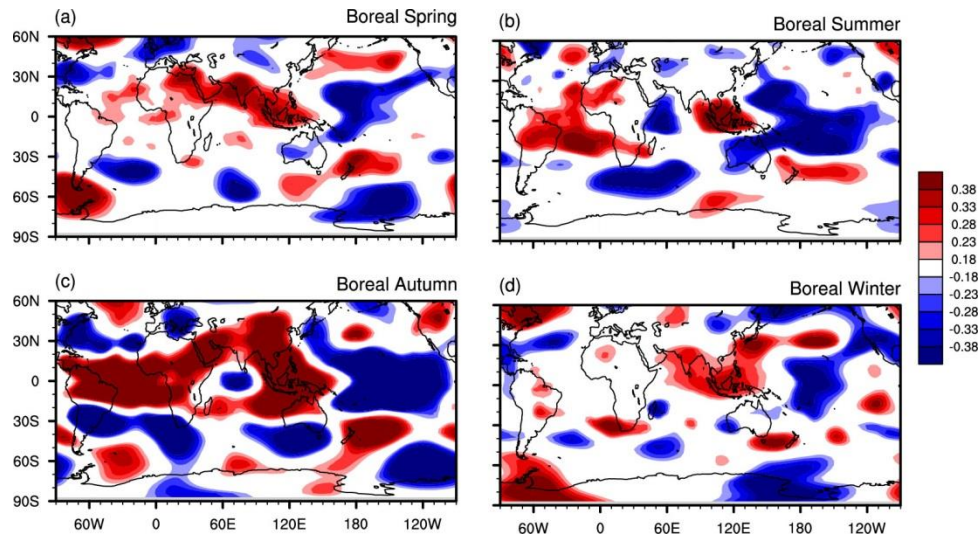 (a) Boreal Spring
60N
30N
0
30S
60S
90S
(b) Boreal Summer
(c) Boreal Autumn
60N
30N
0
30S
60S
90S
60W 0 60E 120E 180 120W
(d) Boreal Winter
60W 0 60E 120E 180 120W
0.38
0.33
0.28
0.23
0.18
-0.18
-0.23
-0.28
-0.33
-0.38